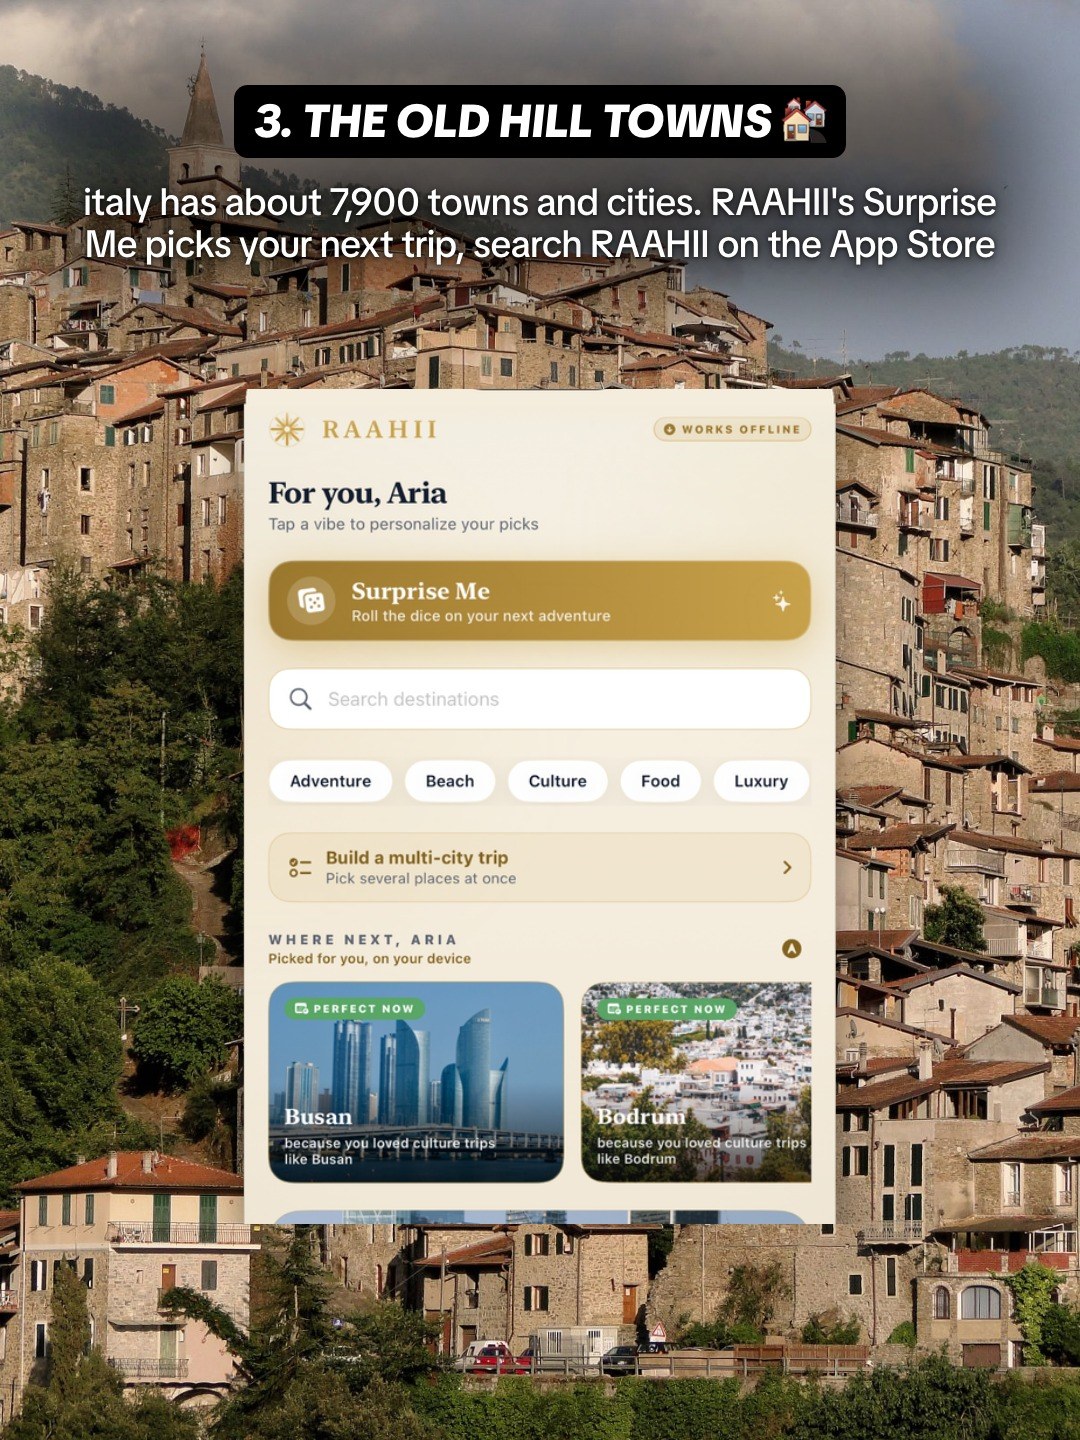 3. THE OLD HILL TOWNS 🏘️
italy has about 7,900 towns and cities. RAAHII's Surprise
Me picks your next trip, search RAAHII on the App Store
RAAHII
WORKS OFFLINE
For you, Aria
Tap a vibe to personalize your picks
Surprise Me
Roll the dice on your next adventure
Search destinations
Adventure Beach Culture Food Luxury
Build a multi-city trip
Pick several places at once
WHERE NEXT, ARIA
Picked for you, on your device
PERFECT NOW
Busan
because you loved culture trips
like Busan
PERFECT NOW
Bodrum
because you loved culture trips
like Bodrum